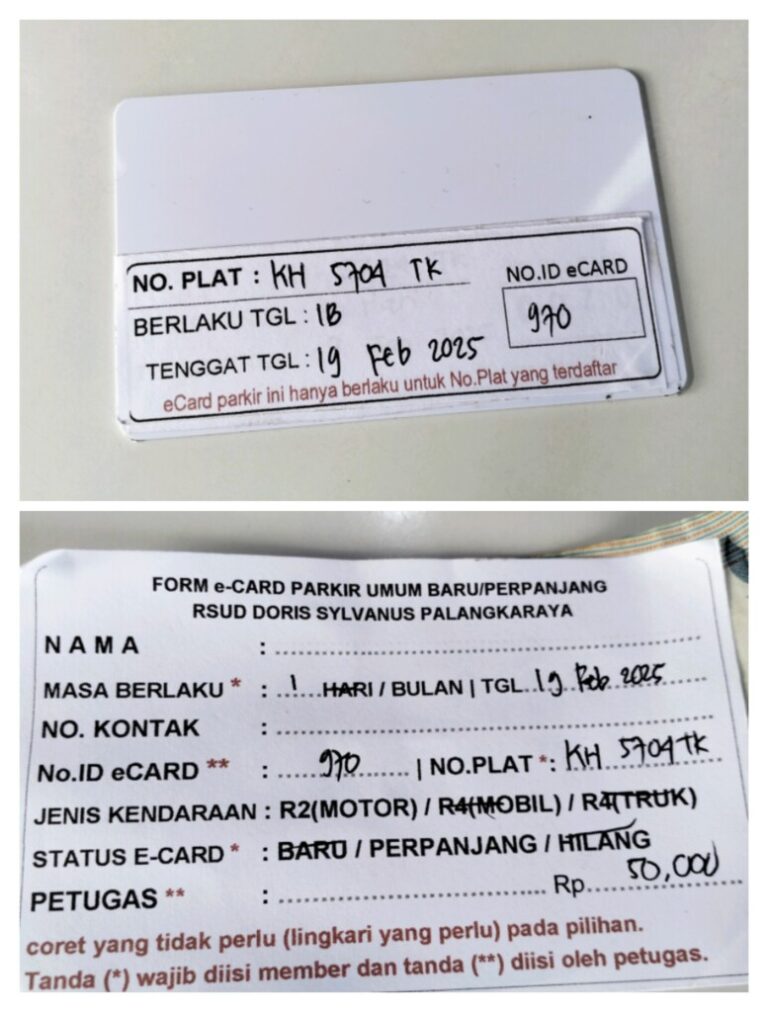 NO. PLAT : KH 5704 TK
NO.ID eCARD
BERLAKU TGL : 1B
970
TENGGAT TGL : 19 Feb 2025
eCard parkir ini hanya berlaku untuk No.Plat yang terdaftar
FORM e-CARD PARKIR UMUM BARU/PERPANJANG
RSUD DORIS SYLVANUS PALANGKARAYA
N A M A :
MASA BERLAKU * : 1 HARI / BULAN | TGL 19 Feb 2025
NO. KONTAK :
No.ID eCARD ** : 970 | NO.PLAT *: KH 5704 TK
JENIS KENDARAAN : R2(MOTOR) / R4(MOBIL) / R4(TRUK)
STATUS E-CARD * : BARU / PERPANJANG / HILANG
PETUGAS ** : Rp. 50,000
coret yang tidak perlu (lingkari yang perlu) pada pilihan.
Tanda (*) wajib diisi member dan tanda (**) diisi oleh petugas.